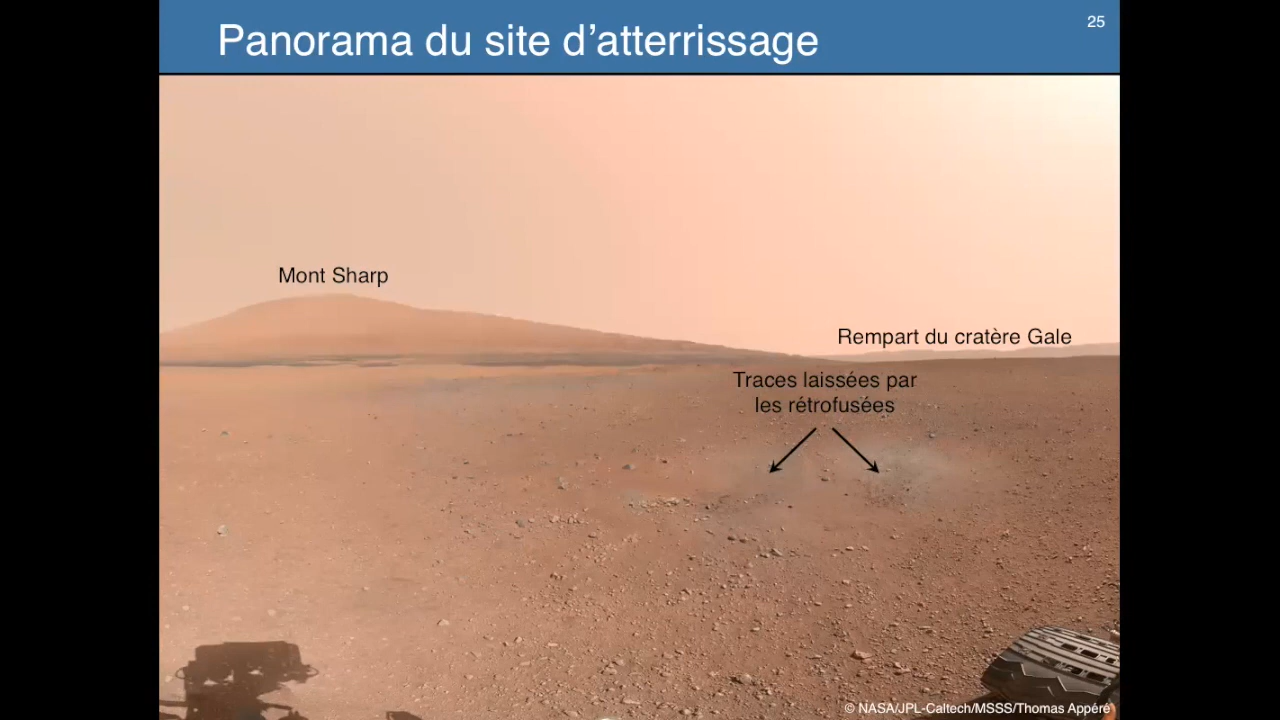 Panorama du site d’atterrissage
25
Mont Sharp
Rempart du cratère Gale
Traces laissées par
les rétrofusées
© NASA/JPL-Caltech/MSSS/Thomas Appéré